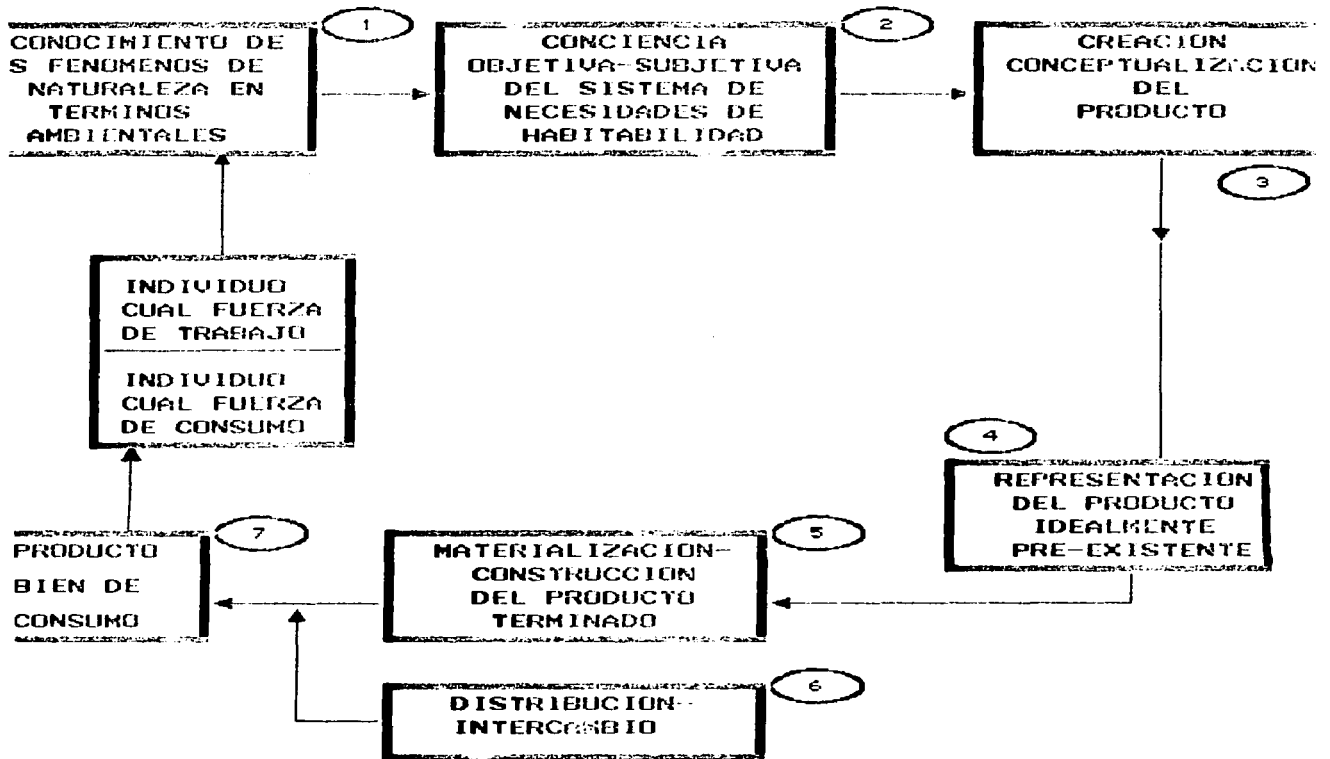 1
CONOCIMIENTO DE
S FENOMENOS DE
NATURALEZA EN
TERMINOS
AMBIENTALES
2
CONCIENCIA
OBJETIVA-SUBJETIVA
DEL SISTEMA DE
NECESIDADES DE
HABITABILIDAD
CREACION
CONCEPTUALIZACION
DEL
PRODUCTO
3
INDIVIDUO
CUAL FUERZA
DE TRABAJO
INDIVIDUO
CUAL FUERZA
DE CONSUMO
4
REPRESENTACION
DEL PRODUCTO
IDEALMENTE
PRE-EXISTENTE
5
MATERIALIZACION-
CONSTRUCCION
DEL PRODUCTO
TERMINADO
6
DISTRIBUCION-
INTERCAMBIO
7
PRODUCTO
BIEN DE
CONSUMO